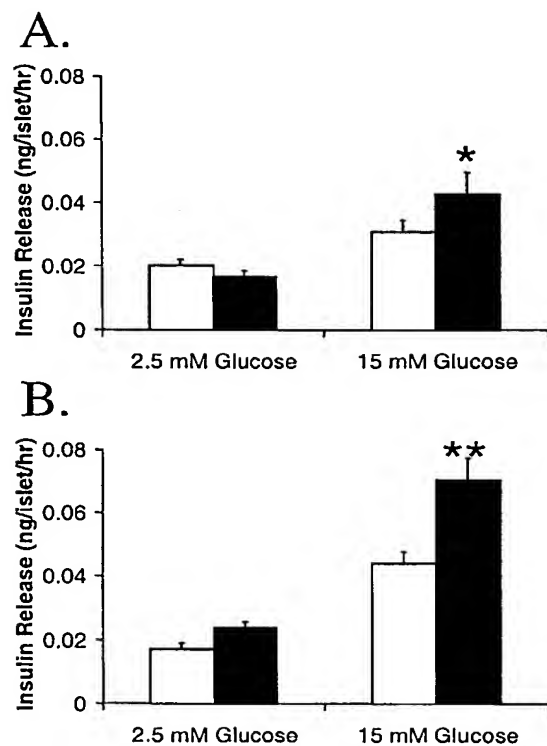 A.
Insulin Release (ng/islet/hr)
0.08
0.06
0.04
0.02
0
*
2.5 mM Glucose 15 mM Glucose
B.
Insulin Release (ng/islet/hr)
0.08
0.06
0.04
0.02
0
**
2.5 mM Glucose 15 mM Glucose